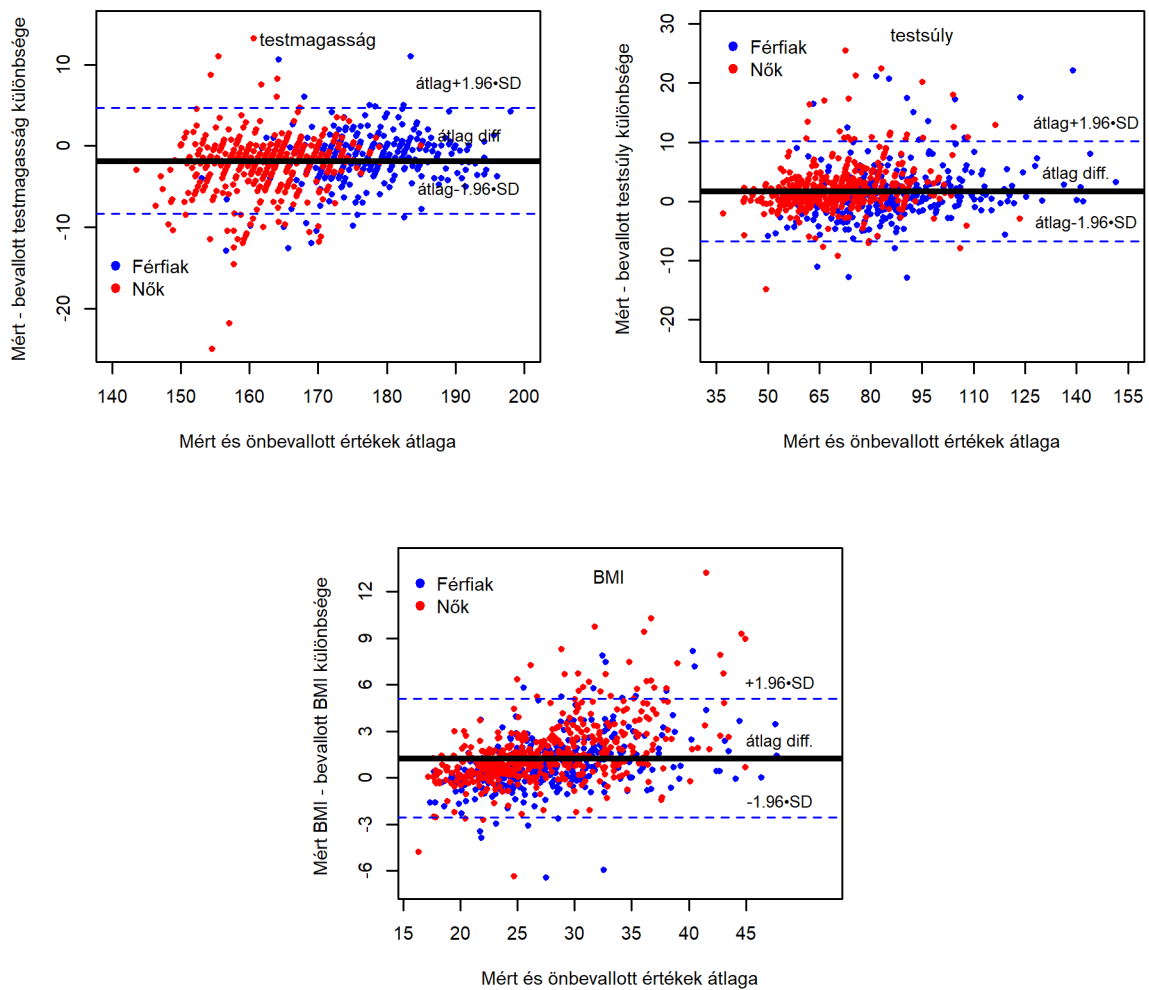 Mért - bevallott testmagasság különbsége
testmagasság
átlag+1.96•SD
átlag diff
átlag-1.96•SD
Férfiak
Nők
10
0
-10
-20
140 150 160 170 180 190 200
Mért és önbevallott értékek átlaga
Mért - bevallott testsúly különbsége
testsúly
Férfiak
Nők
átlag+1.96•SD
átlag diff.
átlag-1.96•SD
30
20
10
0
-10
-20
35 50 65 80 95 110 125 140 155
Mért és önbevallott értékek átlaga
Mért BMI - bevallott BMI különbsége
BMI
Férfiak
Nők
+1.96•SD
átlag diff.
-1.96•SD
12
9
6
3
0
-3
-6
15 20 25 30 35 40 45
Mért és önbevallott értékek átlaga